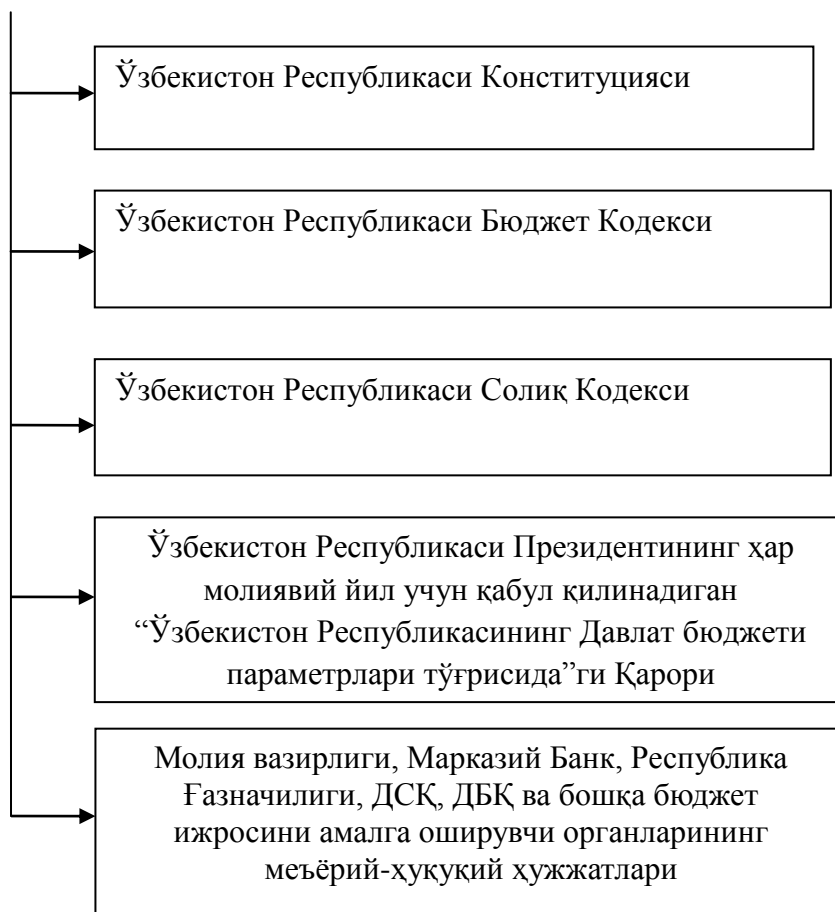 Ўзбекистон Республикаси Конституцияси
Ўзбекистон Республикаси Бюджет Кодекси
Ўзбекистон Республикаси Солиқ Кодекси
Ўзбекистон Республикаси Президентининг ҳар
молиявий йил учун қабул қилинадиган
“Ўзбекистон Республикасининг Давлат бюджети
параметрлари тўғрисида”ги Қарори
Молия вазирлиги, Марказий Банк, Республика
Ғазначилиги, ДСҚ, ДБҚ ва бошқа бюджет
ижросини амалга оширувчи органларининг
меъёрий-ҳуқуқий ҳужжатлари